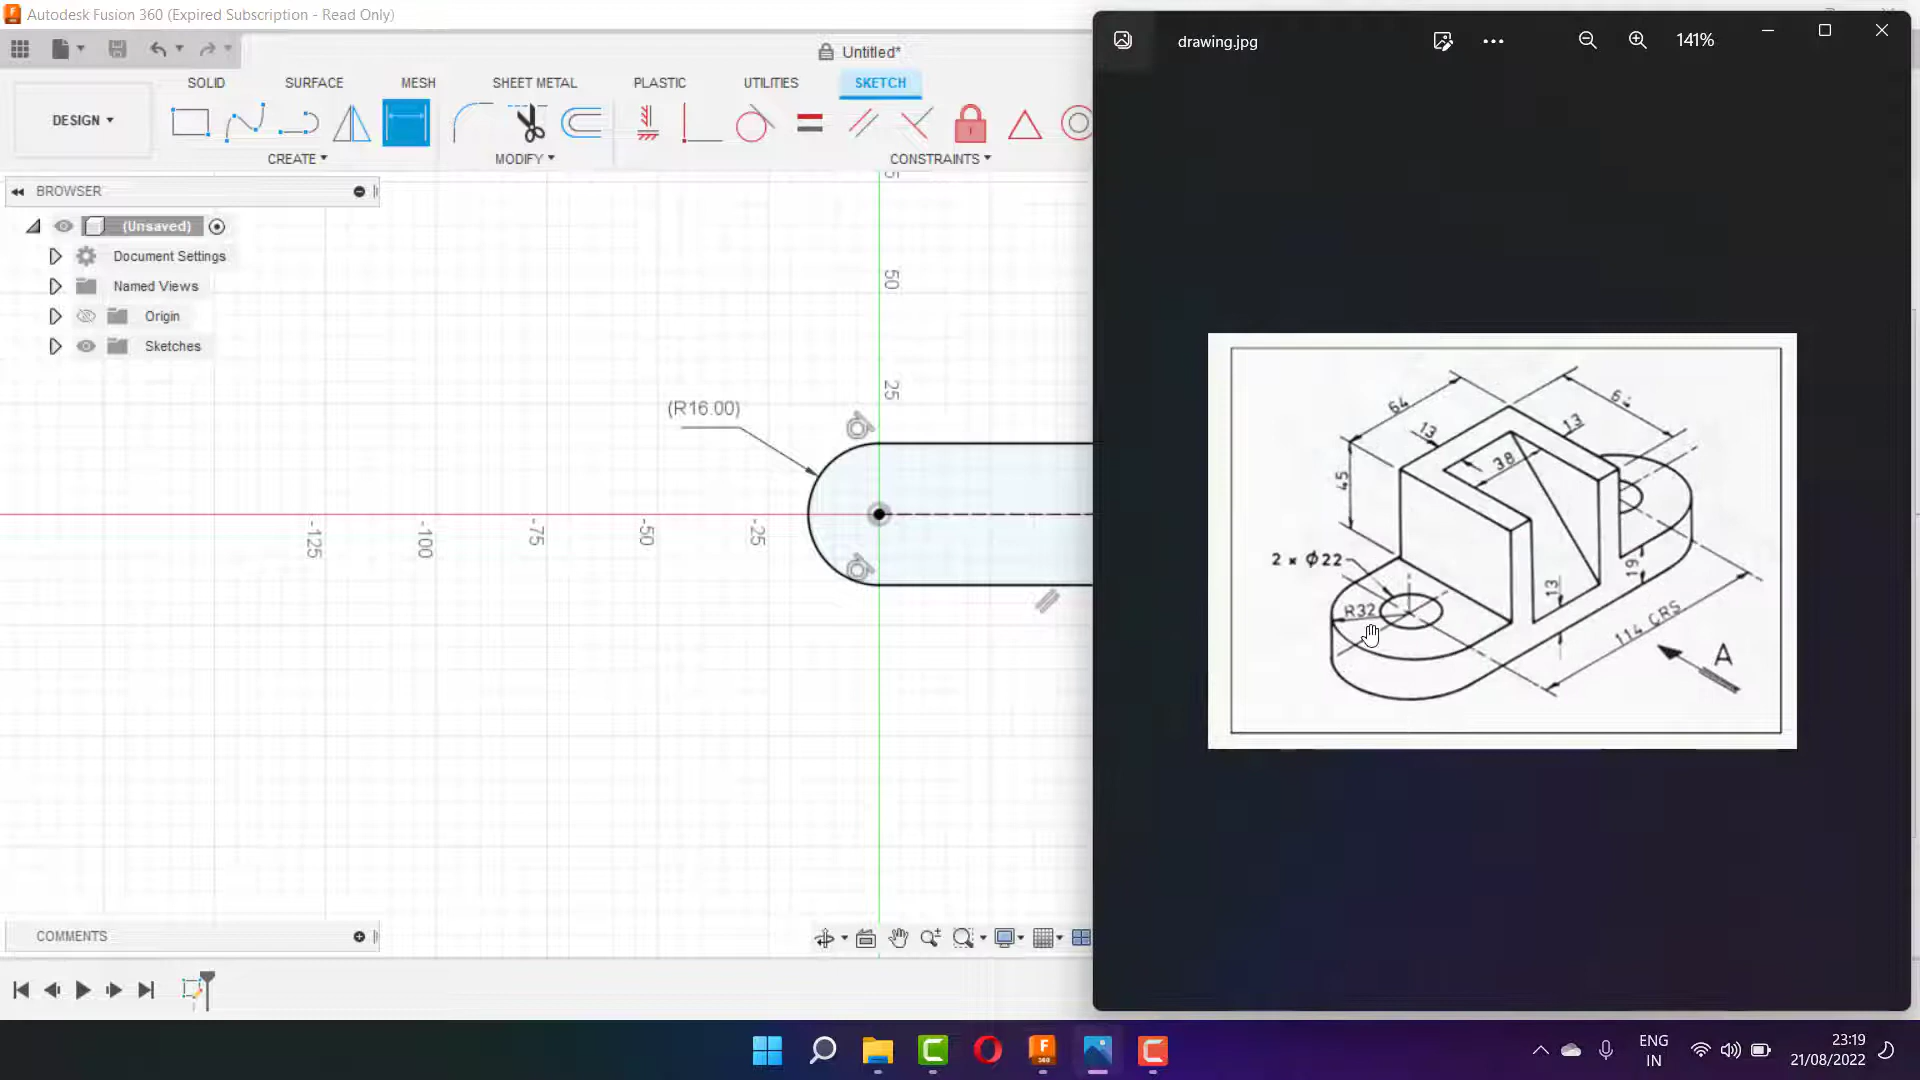 Autodesk Fusion 360 (Expired Subscription - Read Only)
Untitled*
SOLID
SURFACE
MESH
SHEET METAL
PLASTIC
UTILITIES
SKETCH
DESIGN
CREATE
MODIFY
CONSTRAINTS
BROWSER
(Unsaved)
Document Settings
Named Views
Origin
Sketches
50
25
-125
-100
-75
-50
-25
(R16.00)
COMMENTS
drawing.jpg
141%
64
64
13
13
38
45
2 × Φ22
R32
13
19
114 CRS
A
ENG
IN
23:19
21/08/2022